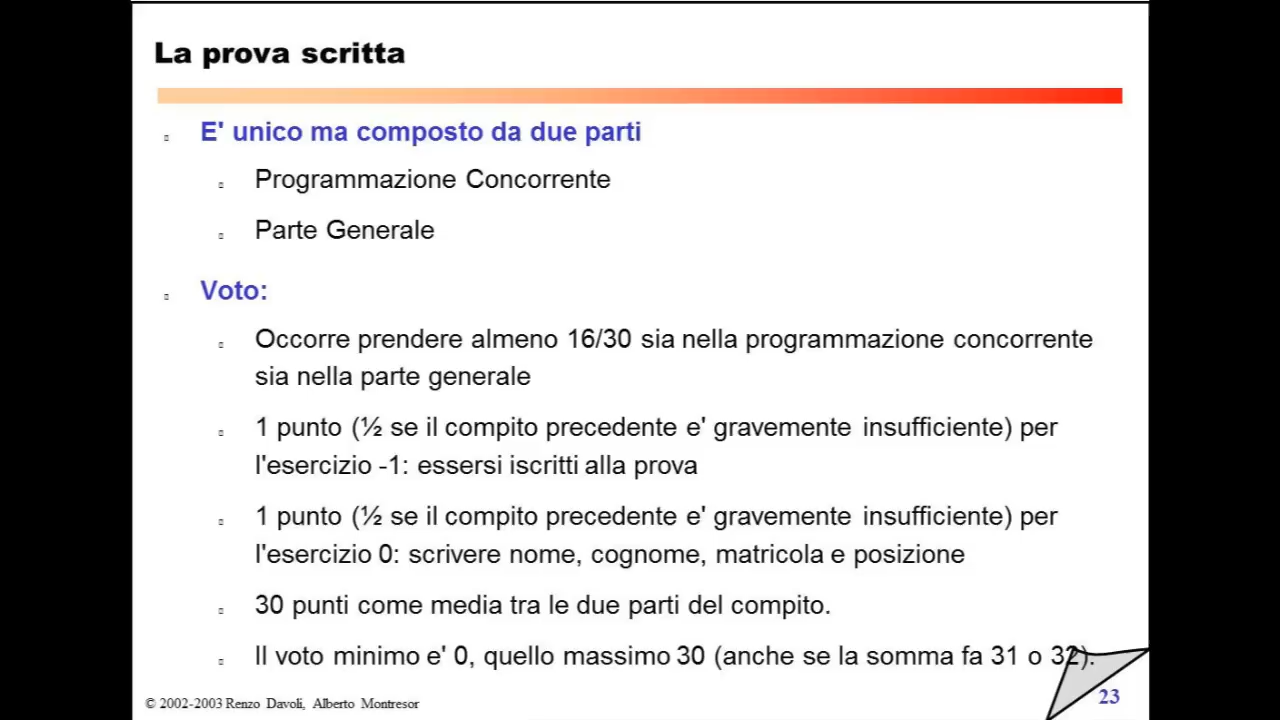 La prova scritta
E' unico ma composto da due parti
Programmazione Concorrente
Parte Generale
Voto:
Occorre prendere almeno 16/30 sia nella programmazione concorrente
sia nella parte generale
1 punto (½ se il compito precedente e' gravemente insufficiente) per
l'esercizio -1: essersi iscritti alla prova
1 punto (½ se il compito precedente e' gravemente insufficiente) per
l'esercizio 0: scrivere nome, cognome, matricola e posizione
30 punti come media tra le due parti del compito.
Il voto minimo e' 0, quello massimo 30 (anche se la somma fa 31 o 32).
© 2002-2003 Renzo Davoli, Alberto Montresor
23